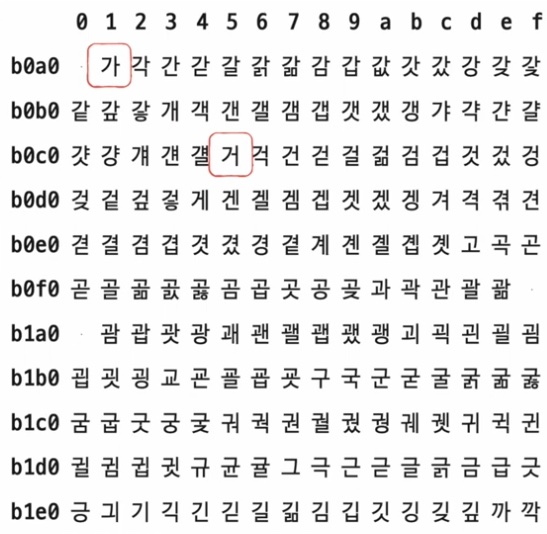 0 1 2 3 4 5 6 7 8 9 a b c d e f
b0a0 가 각 간 갇 갈 갉 갊 감 갑 값 갓 갔 강 갖 갗
b0b0 같 갚 갛 개 객 갠 갤 갬 갭 갯 갰 갱 갸 갹 갼 걀
b0c0 걋 걍 걔 걘 걜 거 걱 건 걷 걸 걺 검 겁 것 겄 겅
b0d0 겆 겉 겊 겋 게 겐 겔 겜 겝 겟 겠 겡 겨 격 겪 견
b0e0 겯 결 겸 겹 겻 겼 경 곁 계 곈 곌 곕 곗 고 곡 곤
b0f0 곧 골 곪 곬 곯 곰 곱 곳 공 곶 과 곽 관 괄 괆
b1a0 괌 괍 괏 광 괘 괜 괠 괩 괬 괭 괴 괵 괸 괼 굄
b1b0 굅 굇 굉 교 굔 굘 굡 굣 구 국 군 굳 굴 굵 굶 굻
b1c0 굼 굽 굿 궁 궂 궈 궉 권 궐 궜 궝 궤 궷 귀 귁 귄
b1d0 귈 귐 귑 귓 규 균 귤 그 극 근 귿 글 긁 금 급 긋
b1e0 긍 긔 기 긱 긴 긷 길 긺 김 깁 깃 깅 깆 깊 까 깍